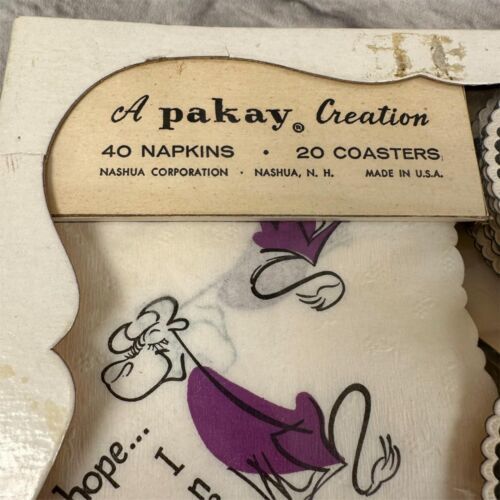 A pakay® Creation
40 NAPKINS • 20 COASTERS
NASHUA CORPORATION • NASHUA, N. H. MADE IN U.S.A.
hope...
I